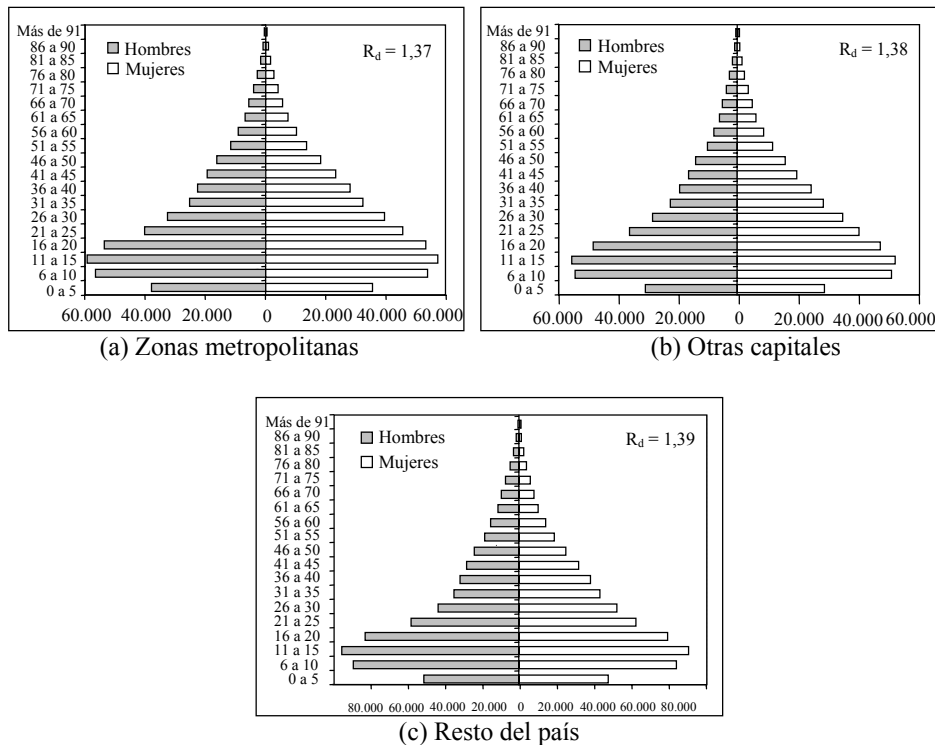 Más de 91
86 a 90
81 a 85
76 a 80
71 a 75
66 a 70
61 a 65
56 a 60
51 a 55
46 a 50
41 a 45
36 a 40
31 a 35
26 a 30
21 a 25
16 a 20
11 a 15
6 a 10
0 a 5
Hombres
Mujeres
R_d = 1,37
60.000 40.000 20.000 0 20.000 40.000 60.000
(a) Zonas metropolitanas
Más de 91
86 a 90
81 a 85
76 a 80
71 a 75
66 a 70
61 a 65
56 a 60
51 a 55
46 a 50
41 a 45
36 a 40
31 a 35
26 a 30
21 a 25
16 a 20
11 a 15
6 a 10
0 a 5
Hombres
Mujeres
R_d = 1,38
60.000 40.000 20.000 0 20.000 40.000 60.000
(b) Otras capitales
Más de 91
86 a 90
81 a 85
76 a 80
71 a 75
66 a 70
61 a 65
56 a 60
51 a 55
46 a 50
41 a 45
36 a 40
31 a 35
26 a 30
21 a 25
16 a 20
11 a 15
6 a 10
0 a 5
Hombres
Mujeres
R_d = 1,39
80.000 60.000 40.000 20.000 0 20.000 40.000 60.000 80.000
(c) Resto del país